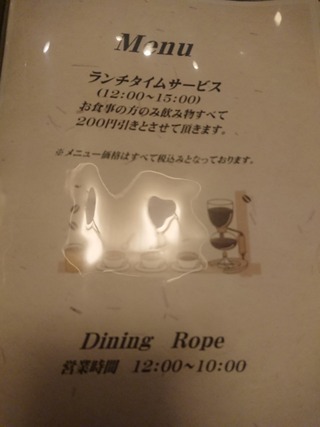 Menu
ランチタイムサービス
(12:00~15:00)
お食事の方のみ飲み物すべて
200円引きとさせて頂きます。
※メニュー価格はすべて税込みとなっております。
Dining Rope
営業時間 12:00~10:00